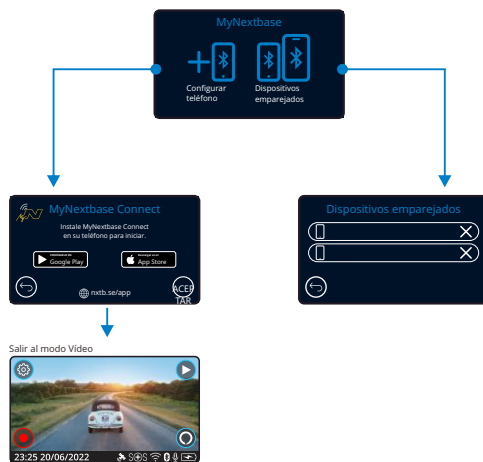 MyNextbase
Configurar
teléfono
Dispositivos
emparejados
MyNextbase Connect
Instale MyNextbase Connect
en su teléfono para iniciar.
Google Play
App Store
nxtb.se/app
ACEP
TAR
Dispositivos emparejados
Salir al modo Vídeo
23:25 20/06/2022
SOS